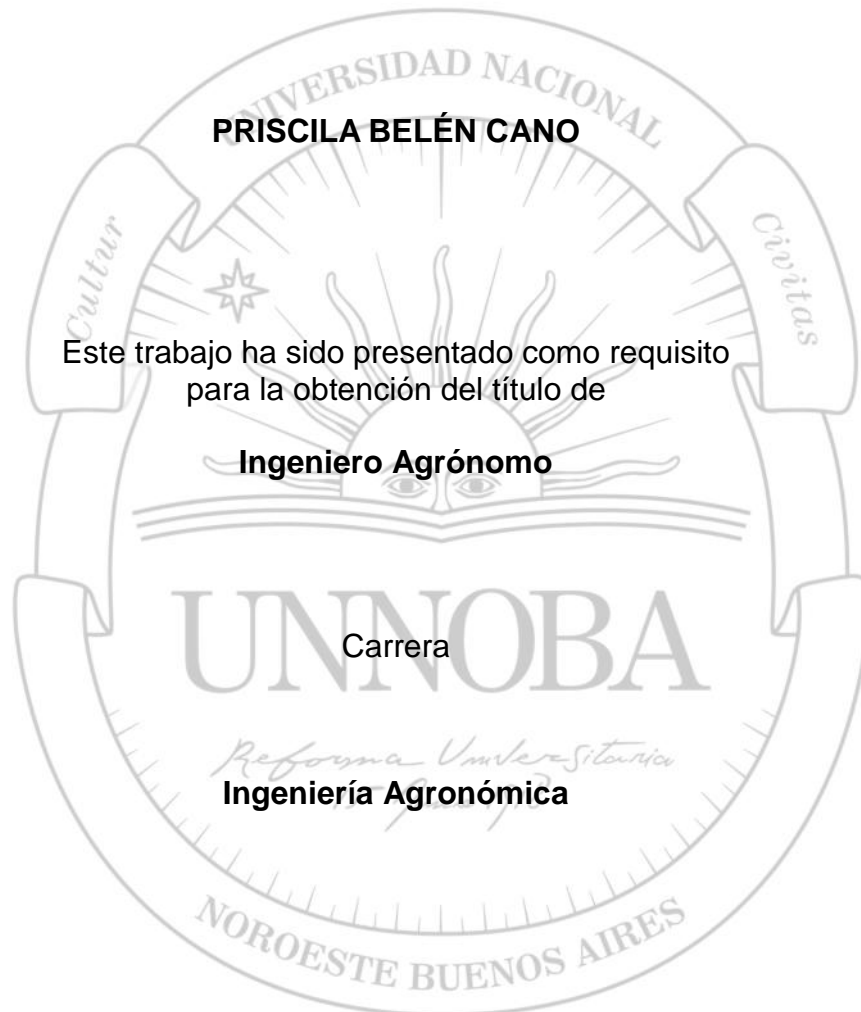 UNIVERSIDAD NACIONAL
PRISCILA BELÉN CANO
Cultur
Civitas
Este trabajo ha sido presentado como requisito
para la obtención del título de
Ingeniero Agrónomo
UNNOBA
Carrera
Reforma Universitaria
Ingeniería Agronómica
NOROESTE BUENOS AIRES